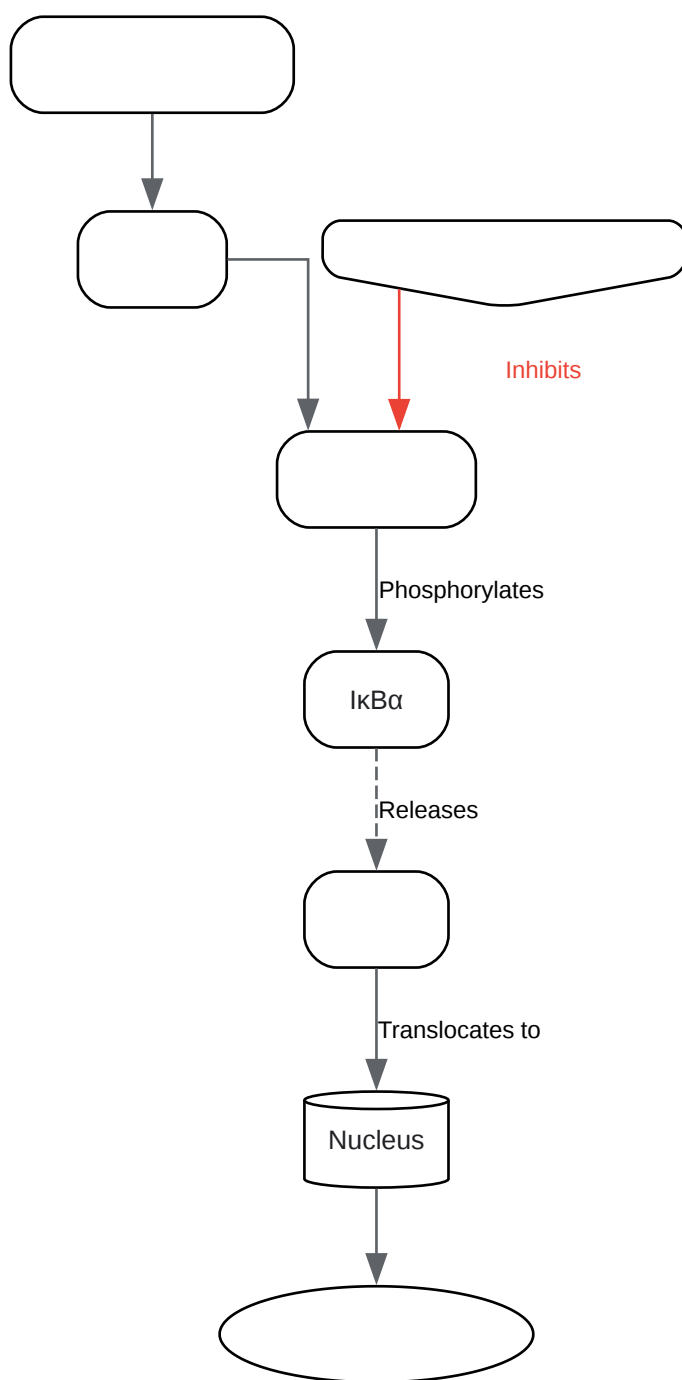 Inhibits
Phosphorylates
IκBα
Releases
Translocates to
Nucleus